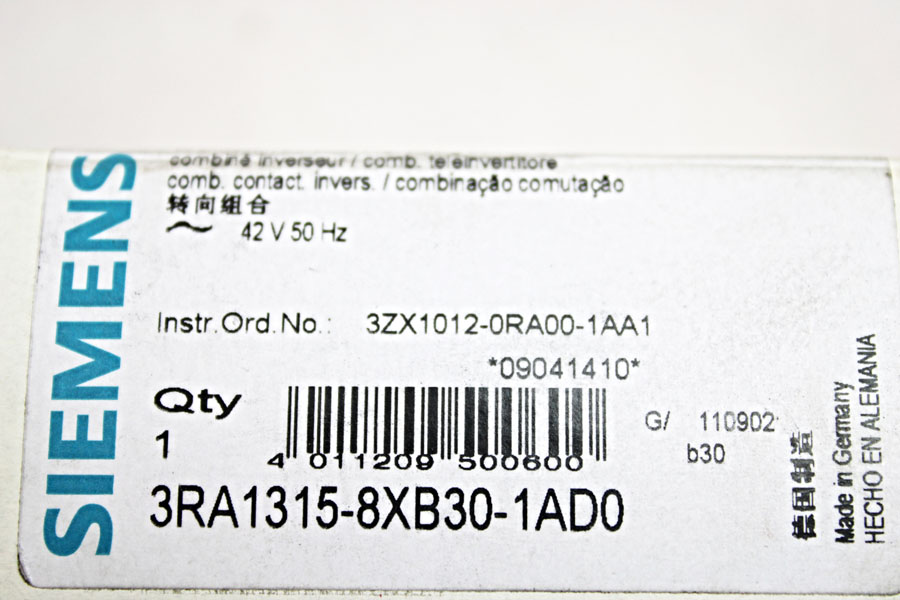 SIEMENS
combiné inverseur / comb. teleinvertitore
comb. contact. invers. / combinação comutação
转向组合
~ 42 V 50 Hz
Instr.Ord.No.: 3ZX1012-0RA00-1AA1
*09041410*
Qty
1
4 011209 500600
G/ 110902
b30
3RA1315-8XB30-1AD0
德国制造
Made in Germany
HECHO EN ALEMANIA